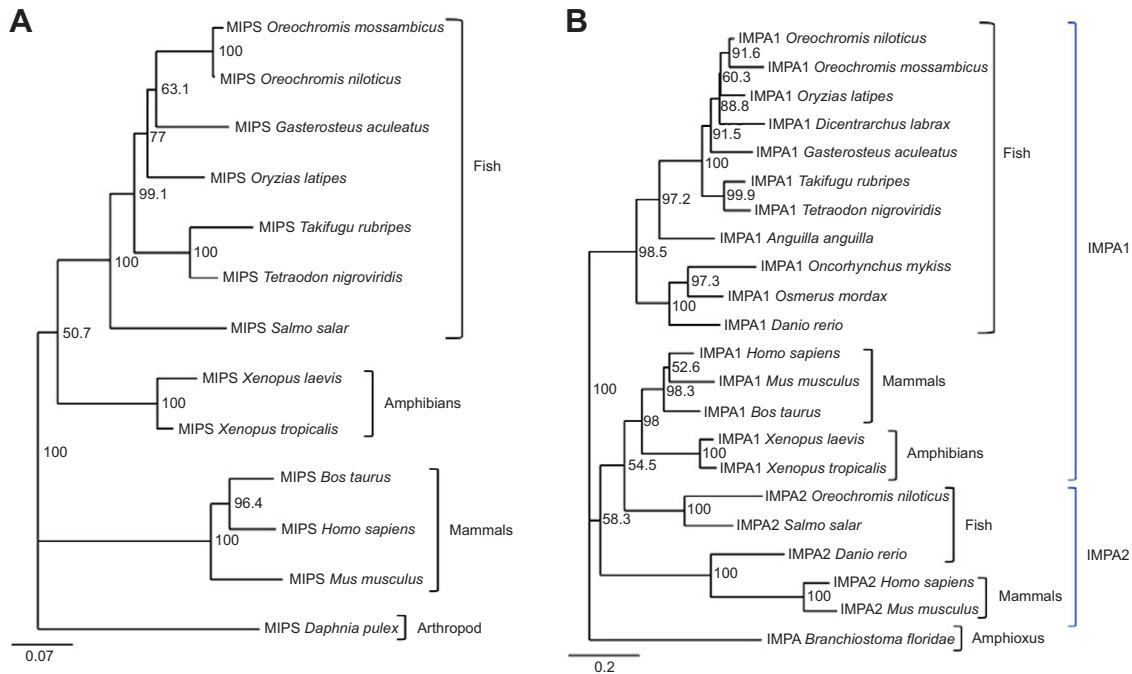 A
MIPS Oreochromis mossambicus
100
MIPS Oreochromis niloticus
63.1
MIPS Gasterosteus aculeatus
77
MIPS Oryzias latipes
Fish
99.1
MIPS Takifugu rubripes
100
100
MIPS Tetraodon nigroviridis
MIPS Salmo salar
50.7
MIPS Xenopus laevis
100
Amphibians
MIPS Xenopus tropicalis
100
MIPS Bos taurus
96.4
MIPS Homo sapiens
Mammals
100
MIPS Mus musculus
MIPS Daphnia pulex
Arthropod
0.07
B
IMPA1 Oreochromis niloticus
91.6
IMPA1 Oreochromis mossambicus
60.3
IMPA1 Oryzias latipes
88.8
IMPA1 Dicentrarchus labrax
91.5
IMPA1 Gasterosteus aculeatus
Fish
100
IMPA1 Takifugu rubripes
99.9
97.2
IMPA1 Tetraodon nigroviridis
IMPA1 Anguilla anguilla
98.5
IMPA1
IMPA1 Oncorhynchus mykiss
97.3
IMPA1 Osmerus mordax
100
IMPA1 Danio rerio
IMPA1 Homo sapiens
52.6
IMPA1 Mus musculus
Mammals
100
98.3
IMPA1 Bos taurus
98
IMPA1 Xenopus laevis
100
Amphibians
54.5
IMPA1 Xenopus tropicalis
IMPA2 Oreochromis niloticus
100
58.3
IMPA2 Salmo salar
Fish
IMPA2 Danio rerio
IMPA2
100
IMPA2 Homo sapiens
100
Mammals
IMPA2 Mus musculus
IMPA Branchiostoma floridae
Amphioxus
0.2